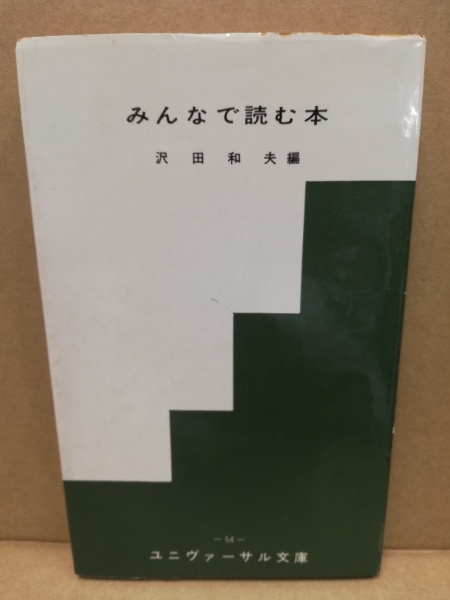 みんなで読む本
沢田和夫編
—54—
ユニヴァーサル文庫